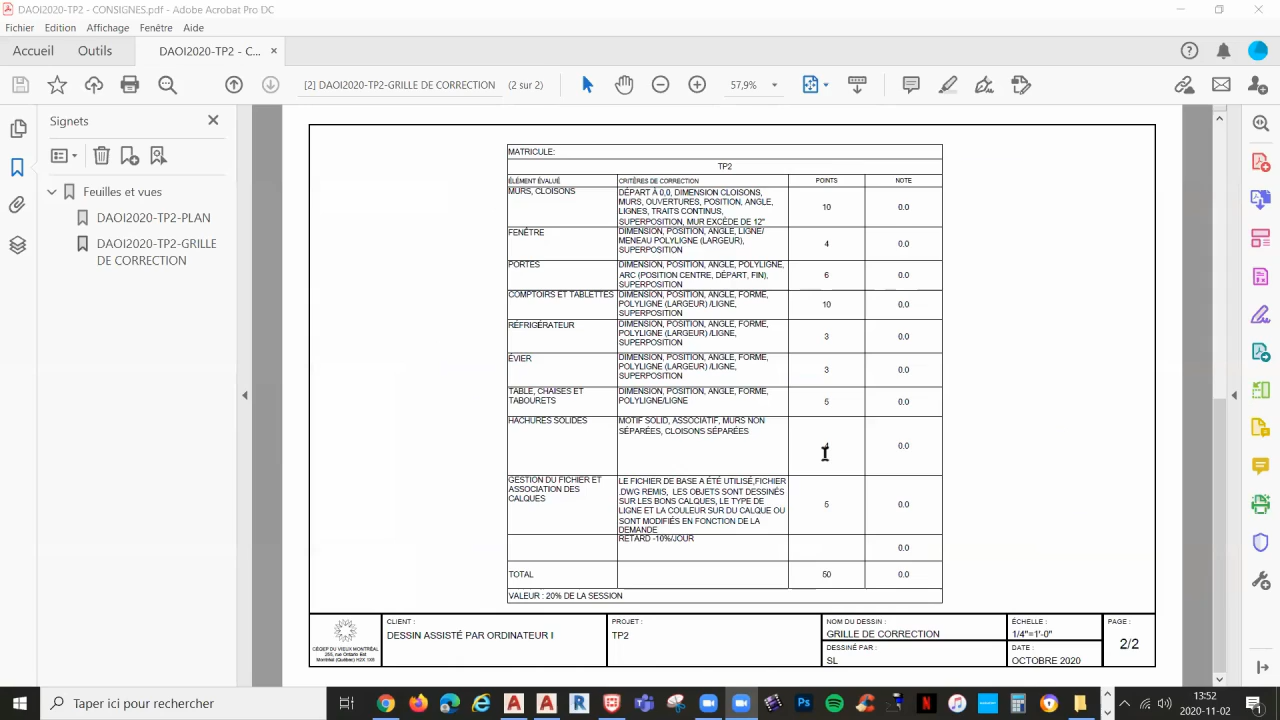 DAOI2020-TP2 - CONSIGNES.pdf - Adobe Acrobat Pro DC
Fichier Edition Affichage Fenêtre Aide
Accueil Outils DAOI2020-TP2 - C... ×
[2] DAOI2020-TP2-GRILLE DE CORRECTION (2 sur 2) 57,9%
Signets
Feuilles et vues
DAOI2020-TP2-PLAN
DAOI2020-TP2-GRILLE
DE CORRECTION
MATRICULE:
TP2
ÉLÉMENT ÉVALUÉ CRITÈRES DE CORRECTION POINTS NOTE
MURS, CLOISONS
DÉPART À 0,0, DIMENSION CLOISONS,
MURS, OUVERTURES, POSITION, ANGLE,
LIGNES, TRAITS CONTINUS,
SUPERPOSITION, MUR EXCÈDE DE 12"
10 0.0
FENÊTRE
DIMENSION, POSITION, ANGLE, LIGNE/
MENEAU POLYLIGNE (LARGEUR),
SUPERPOSITION
4 0.0
PORTES
DIMENSION, POSITION, ANGLE, POLYLIGNE,
ARC (POSITION CENTRE, DÉPART, FIN),
SUPERPOSITION
6 0.0
COMPTOIRS ET TABLETTES
DIMENSION, POSITION, ANGLE, FORME,
POLYLIGNE (LARGEUR) /LIGNE,
SUPERPOSITION
10 0.0
RÉFRIGÉRATEUR
DIMENSION, POSITION, ANGLE, FORME,
POLYLIGNE (LARGEUR) /LIGNE,
SUPERPOSITION
3 0.0
ÉVIER
DIMENSION, POSITION, ANGLE, FORME,
POLYLIGNE (LARGEUR) /LIGNE,
SUPERPOSITION
3 0.0
TABLE, CHAISES ET
TABOURETS
DIMENSION, POSITION, ANGLE, FORME,
POLYLIGNE/LIGNE
5 0.0
HACHURES SOLIDES
MOTIF SOLID, ASSOCIATIF, MURS NON
SÉPARÉES, CLOISONS SÉPARÉES
0.0
GESTION DU FICHIER ET
ASSOCIATION DES
CALQUES
LE FICHIER DE BASE A ÉTÉ UTILISÉ,FICHIER
.DWG REMIS, LES OBJETS SONT DESSINÉS
SUR LES BONS CALQUES, LE TYPE DE
LIGNE ET LA COULEUR SUR DU CALQUE OU
SONT MODIFIÉS EN FONCTION DE LA
DEMANDE
5 0.0
RETARD -10%/JOUR
0.0
TOTAL 50 0.0
VALEUR : 20% DE LA SESSION
CÉGEP DU VIEUX MONTRÉAL
255, rue Ontario Est
Montréal (Québec) H2X 1X6
CLIENT :
DESSIN ASSISTÉ PAR ORDINATEUR I
PROJET :
TP2
NOM DU DESSIN :
GRILLE DE CORRECTION
DESSINÉ PAR :
SL
ÉCHELLE :
1/4"=1'-0"
DATE :
OCTOBRE 2020
PAGE :
2/2
Taper ici pour rechercher
13:52
2020-11-02